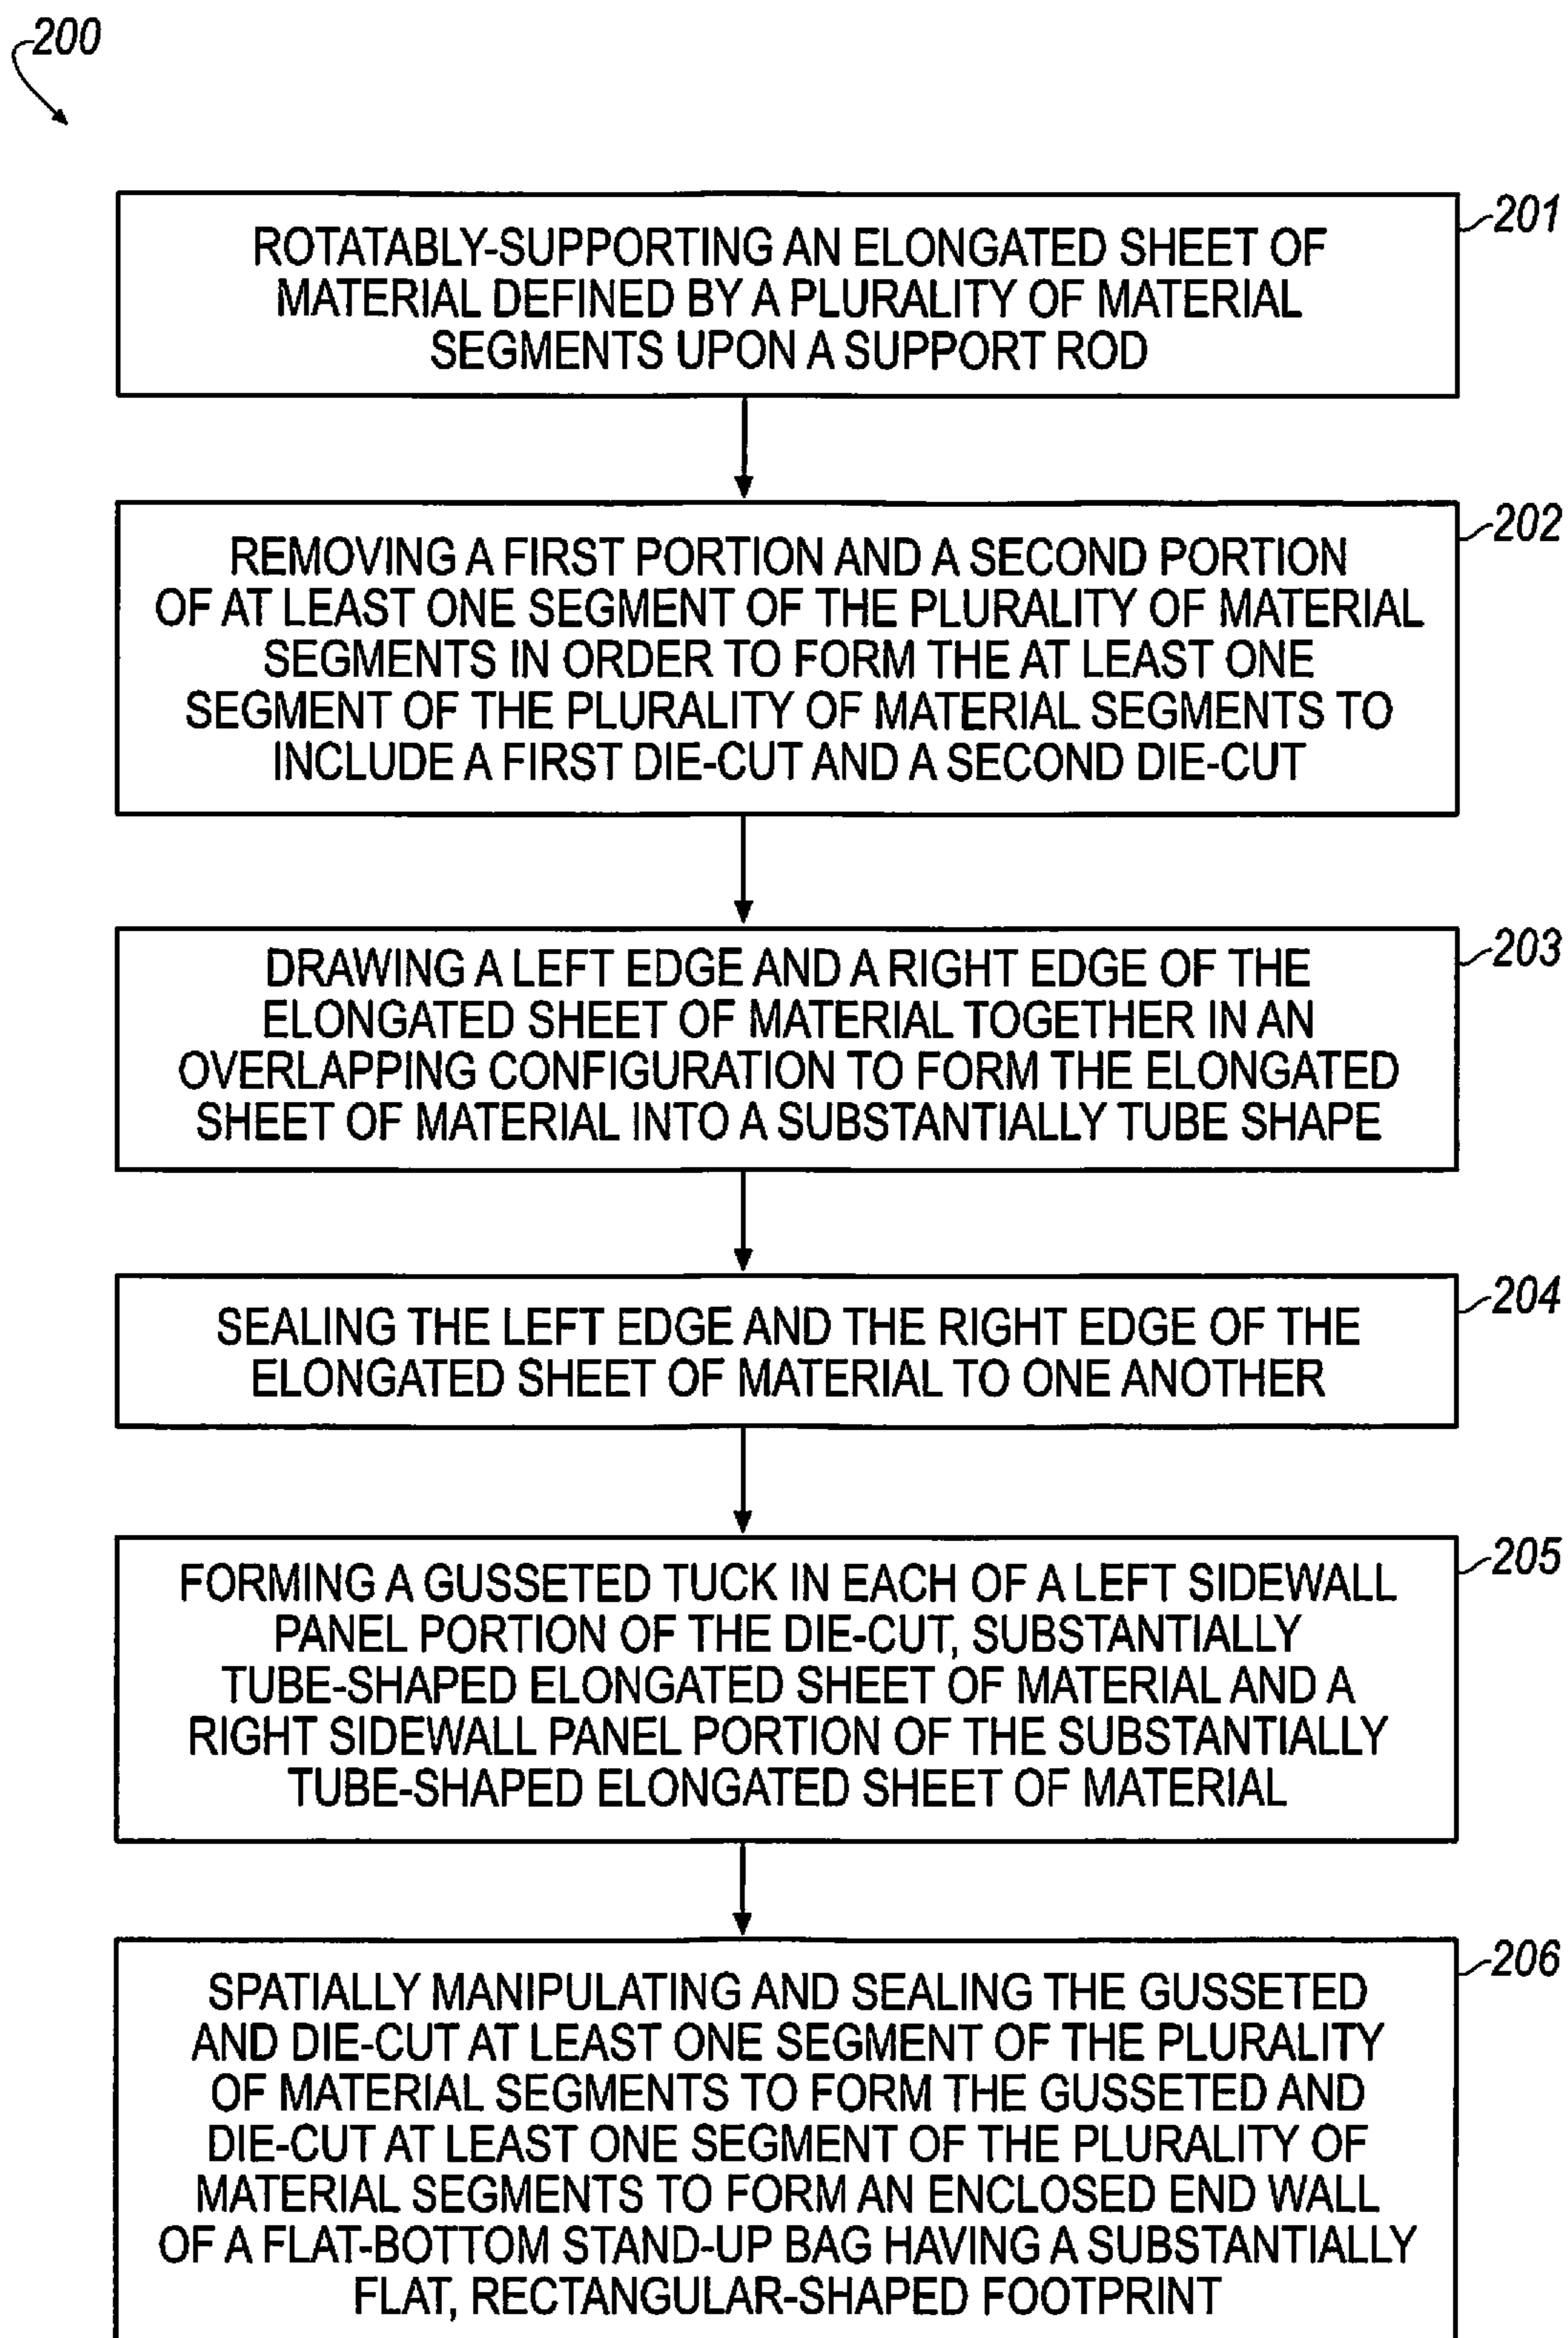 200
201
ROTATABLY-SUPPORTING AN ELONGATED SHEET OF
MATERIAL DEFINED BY A PLURALITY OF MATERIAL
SEGMENTS UPON A SUPPORT ROD
202
REMOVING A FIRST PORTION AND A SECOND PORTION
OF AT LEAST ONE SEGMENT OF THE PLURALITY OF MATERIAL
SEGMENTS IN ORDER TO FORM THE AT LEAST ONE
SEGMENT OF THE PLURALITY OF MATERIAL SEGMENTS TO
INCLUDE A FIRST DIE-CUT AND A SECOND DIE-CUT
203
DRAWING A LEFT EDGE AND A RIGHT EDGE OF THE
ELONGATED SHEET OF MATERIAL TOGETHER IN AN
OVERLAPPING CONFIGURATION TO FORM THE ELONGATED
SHEET OF MATERIAL INTO A SUBSTANTIALLY TUBE SHAPE
204
SEALING THE LEFT EDGE AND THE RIGHT EDGE OF THE
ELONGATED SHEET OF MATERIAL TO ONE ANOTHER
205
FORMING A GUSSETED TUCK IN EACH OF A LEFT SIDEWALL
PANEL PORTION OF THE DIE-CUT, SUBSTANTIALLY
TUBE-SHAPED ELONGATED SHEET OF MATERIAL AND A
RIGHT SIDEWALL PANEL PORTION OF THE SUBSTANTIALLY
TUBE-SHAPED ELONGATED SHEET OF MATERIAL
206
SPATIALLY MANIPULATING AND SEALING THE GUSSETED
AND DIE-CUT AT LEAST ONE SEGMENT OF THE PLURALITY
OF MATERIAL SEGMENTS TO FORM THE GUSSETED AND
DIE-CUT AT LEAST ONE SEGMENT OF THE PLURALITY OF
MATERIAL SEGMENTS TO FORM AN ENCLOSED END WALL
OF A FLAT-BOTTOM STAND-UP BAG HAVING A SUBSTANTIALLY
FLAT, RECTANGULAR-SHAPED FOOTPRINT